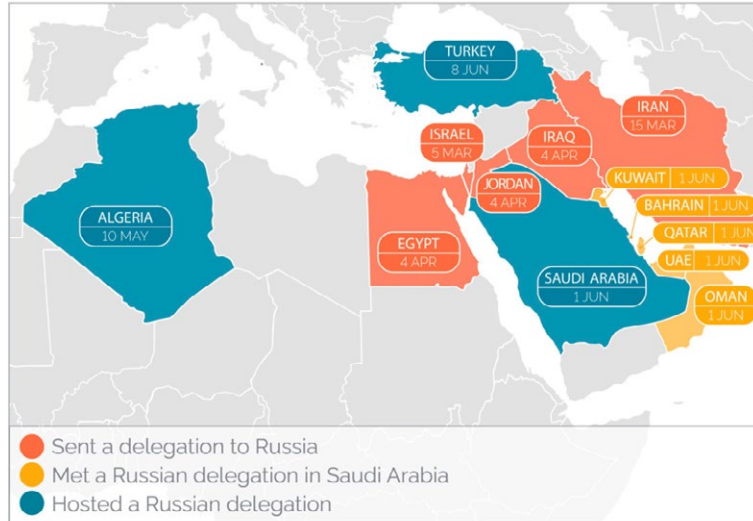 TURKEY
8 JUN
IRAN
15 MAR
ISRAEL
5 MAR
IRAQ
4 APR
KUWAIT 1 JUN
JORDAN
4 APR
BAHRAIN 1 JUN
ALGERIA
10 MAY
QATAR 1 JUN
EGYPT
4 APR
UAE 1 JUN
SAUDI ARABIA
1 JUN
OMAN
1 JUN
Sent a delegation to Russia
Met a Russian delegation in Saudi Arabia
Hosted a Russian delegation